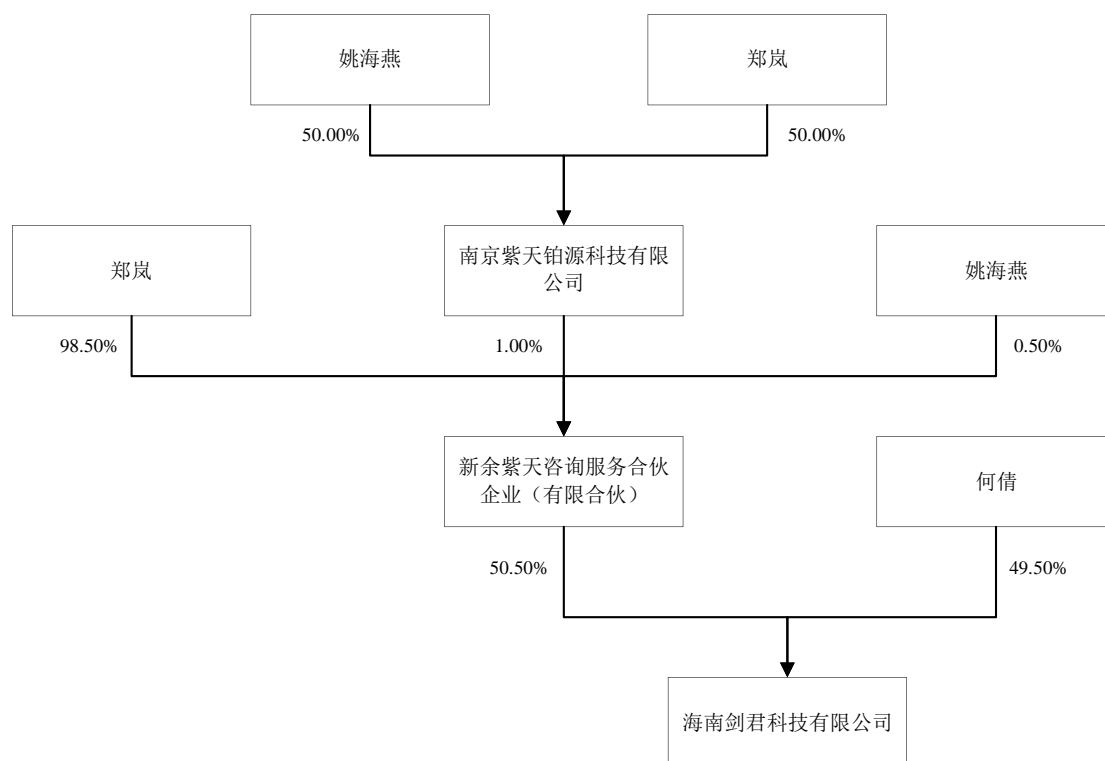 姚海燕
郑岚
50.00%
50.00%
郑岚
南京紫天铂源科技有限
公司
姚海燕
98.50%
1.00%
0.50%
新余紫天咨询服务合伙
企业（有限合伙）
何倩
50.50%
49.50%
海南剑君科技有限公司